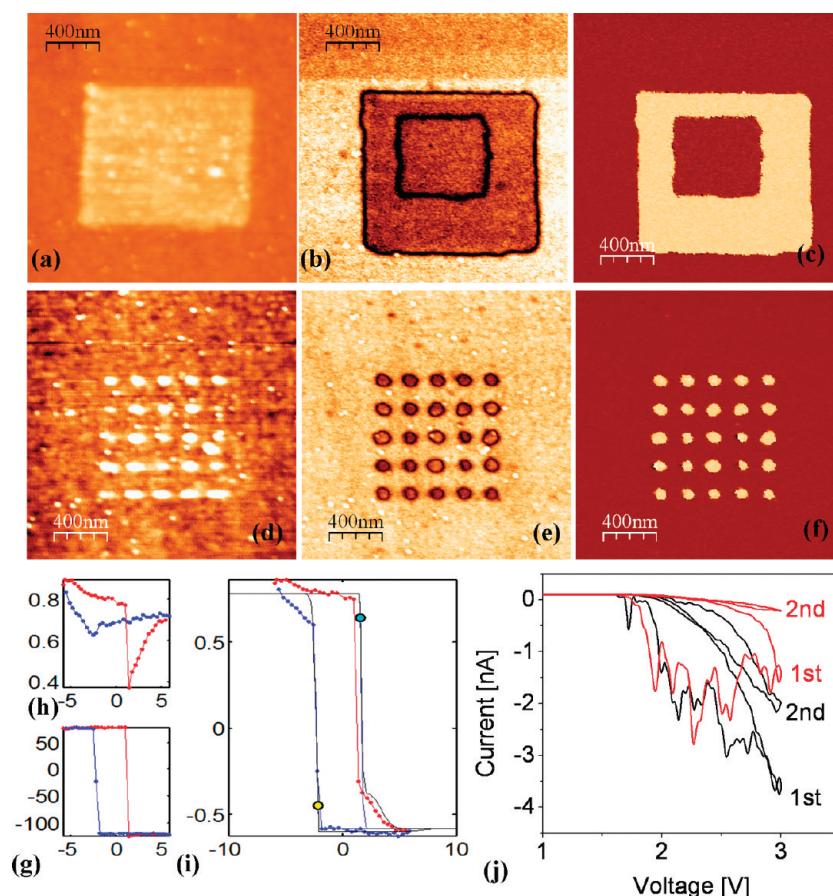 400nm
(a)
400nm
(b)
400nm
(c)
400nm
(d)
400nm
(e)
400nm
(f)
0.8
0.6
0.4
-5 0 5
(h)
50
0
-50
-100
-5 0 5
(g)
0.5
0
-0.5
-10 0 10
(i)
0
-1
-2
-3
-4
1 2 3
Current [nA]
Voltage [V]
2nd
1st
2nd
1st
(j)